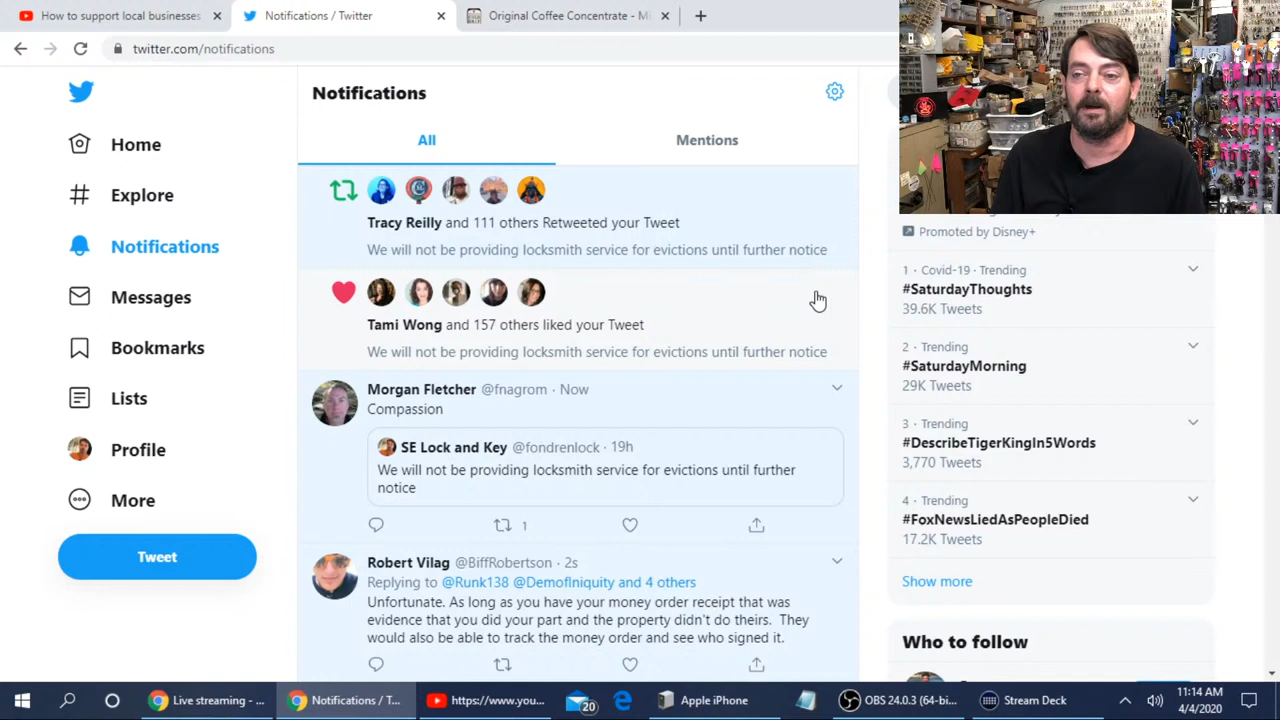 How to support local businesses
Notifications / Twitter
Original Coffee Concentrate - M
twitter.com/notifications
Home
Explore
Notifications
Messages
Bookmarks
Lists
Profile
More
Tweet
Notifications
All
Mentions
Tracy Reilly and 111 others Retweeted your Tweet
We will not be providing locksmith service for evictions until further notice
Tami Wong and 157 others liked your Tweet
We will not be providing locksmith service for evictions until further notice
Morgan Fletcher @fnagrom · Now
Compassion
SE Lock and Key @fondrenlock · 19h
We will not be providing locksmith service for evictions until further
notice
1
Robert Vilag @BiffRobertson · 2s
Replying to @Runk138 @DemofIniquity and 4 others
Unfortunate. As long as you have your money order receipt that was
evidence that you did your part and the property didn't do theirs. They
would also be able to track the money order and see who signed it.
Promoted by Disney+
1 · Covid-19 · Trending
#SaturdayThoughts
39.6K Tweets
2 · Trending
#SaturdayMorning
29K Tweets
3 · Trending
#DescribeTigerKingIn5Words
3,770 Tweets
4 · Trending
#FoxNewsLiedAsPeopleDied
17.2K Tweets
Show more
Who to follow
Live streaming - ...
Notifications / T...
https://www.you...
20
Apple iPhone
OBS 24.0.3 (64-bi...
Stream Deck
11:14 AM
4/4/2020